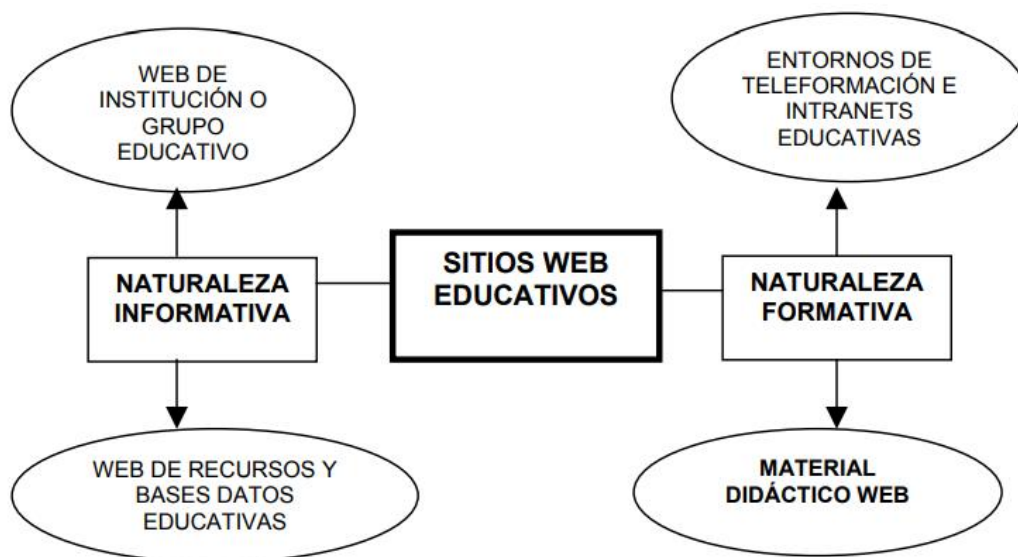 WEB DE
INSTITUCIÓN O
GRUPO
EDUCATIVO
ENTORNOS DE
TELEFORMACIÓN E
INTRANETS
EDUCATIVAS
NATURALEZA
INFORMATIVA
SITIOS WEB
EDUCATIVOS
NATURALEZA
FORMATIVA
WEB DE RECURSOS Y
BASES DATOS
EDUCATIVAS
MATERIAL
DIDÁCTICO WEB